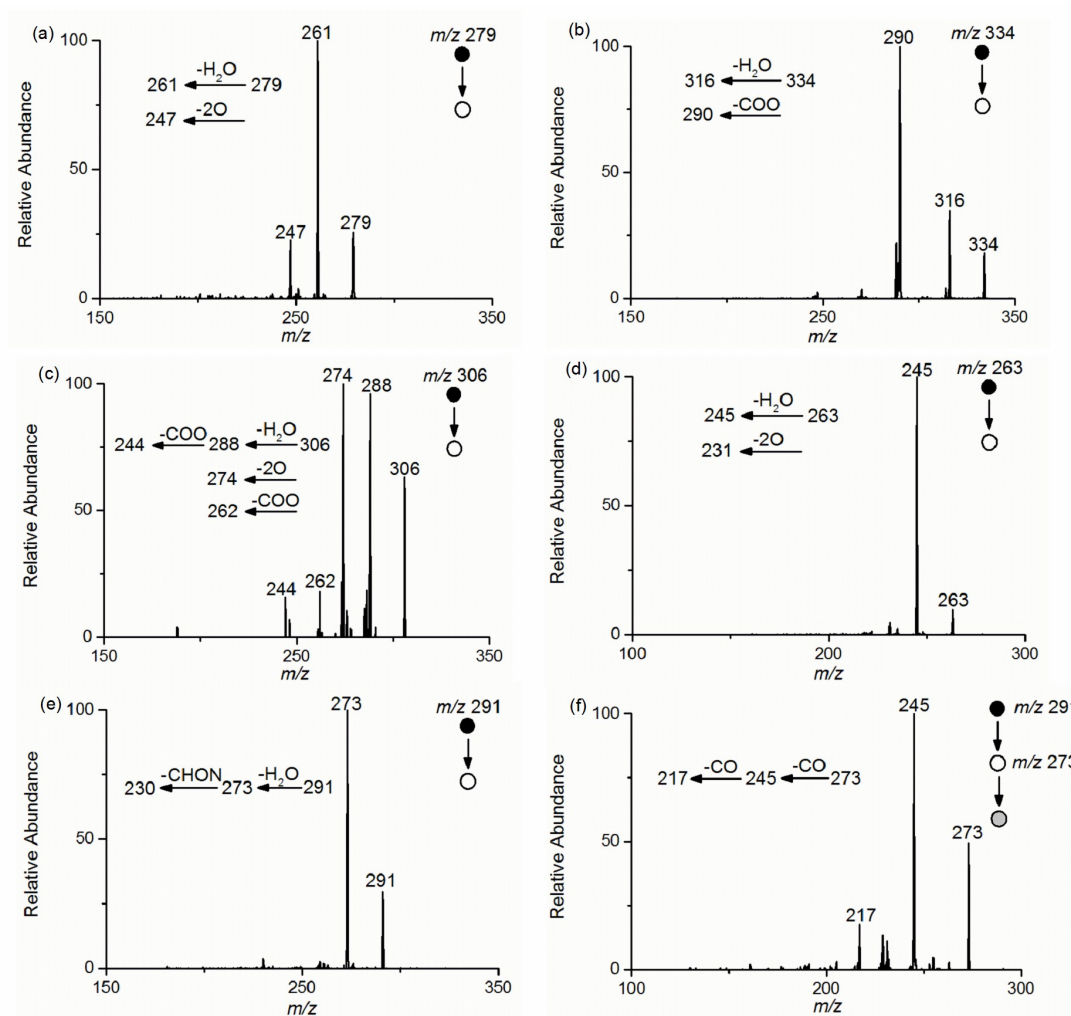 (a)
m/z 279
-H₂O
261 279
-2O
247
261
247
279
100
50
0
150 250 350
Relative Abundance
m/z
(b)
m/z 334
-H₂O
316 334
-COO
290
290
316
334
100
50
0
150 250 350
Relative Abundance
m/z
(c)
m/z 306
-COO -H₂O
244 288 306
-2O
274
-COO
262
274
288
306
262
244
100
50
0
150 250 350
Relative Abundance
m/z
(d)
m/z 263
-H₂O
245 263
-2O
231
245
263
100
50
0
100 200 300
Relative Abundance
m/z
(e)
m/z 291
-CHON -H₂O
230 273 291
273
291
100
50
0
150 250 350
Relative Abundance
m/z
(f)
m/z 291
m/z 273
-CO -CO
217 245 273
245
273
217
100
50
0
100 200 300
Relative Abundance
m/z